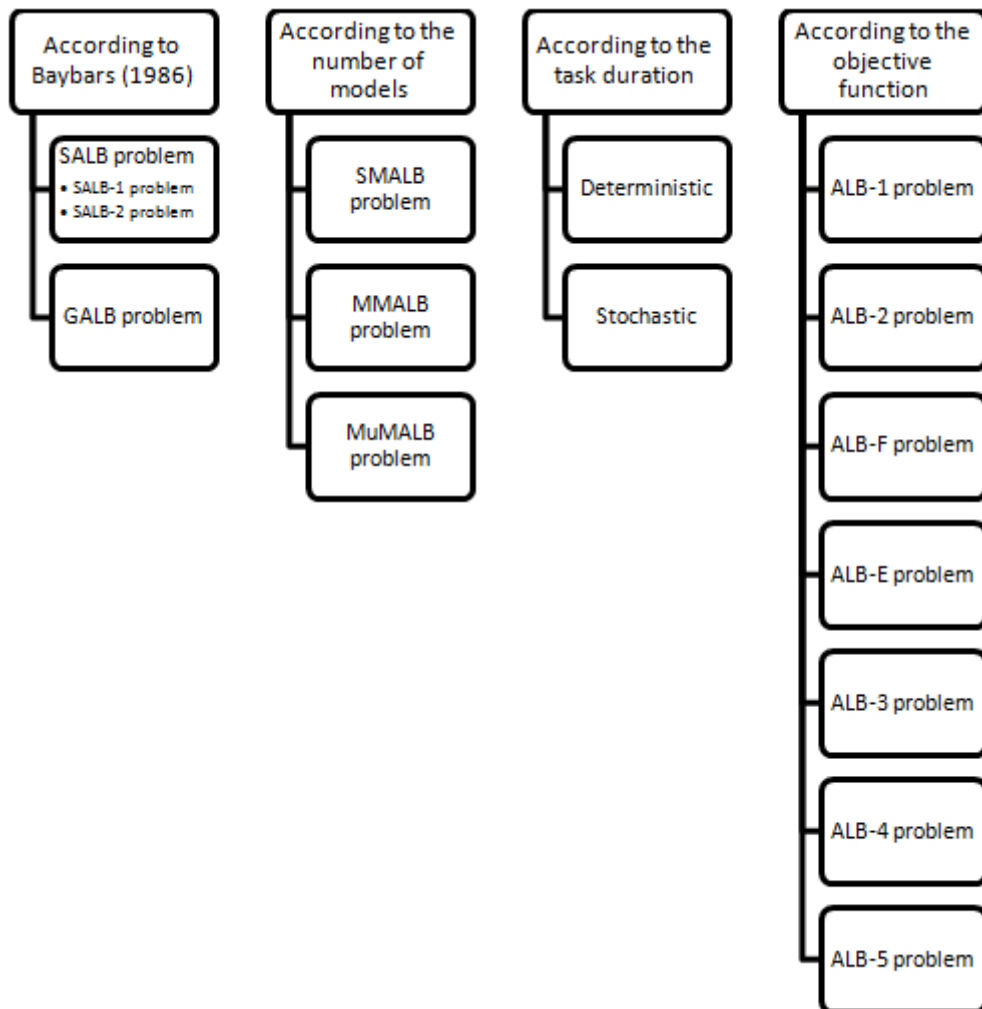 According to
Baybars (1986)
SALB problem
• SALB-1 problem
• SALB-2 problem
GALB problem
According to the
number of
models
SMALB
problem
MMALB
problem
MuMALB
problem
According to the
task duration
Deterministic
Stochastic
According to the
objective
function
ALB-1 problem
ALB-2 problem
ALB-F problem
ALB-E problem
ALB-3 problem
ALB-4 problem
ALB-5 problem